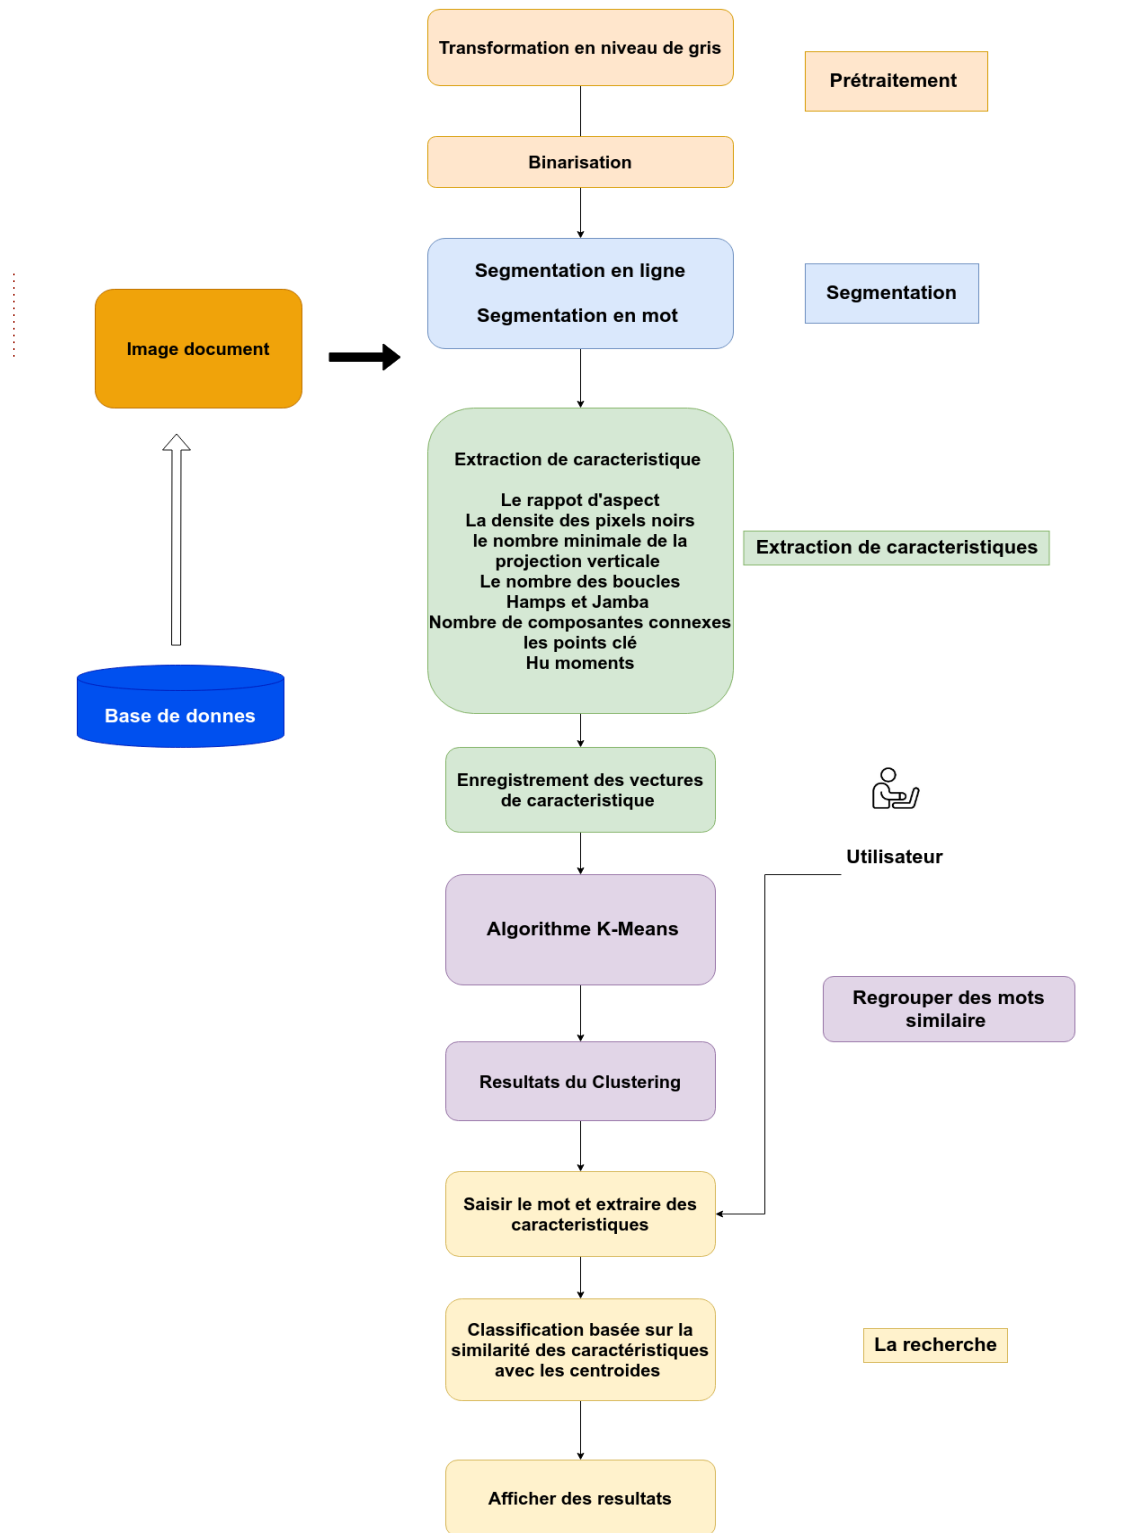 Transformation en niveau de gris
Prétraitement
Binarisation
Segmentation en ligne
Segmentation en mot
Segmentation
Image document
Extraction de caracteristique
Le rappot d'aspect
La densite des pixels noirs
le nombre minimale de la
projection verticale
Le nombre des boucles
Hamps et Jamba
Nombre de composantes connexes
les points clé
Hu moments
Extraction de caracteristiques
Base de donnes
Enregistrement des vectures
de caracteristique
Utilisateur
Algorithme K-Means
Regrouper des mots
similaire
Resultats du Clustering
Saisir le mot et extraire des
caracteristiques
Classification basée sur la
similarité des caractéristiques
avec les centroides
La recherche
Afficher des resultats